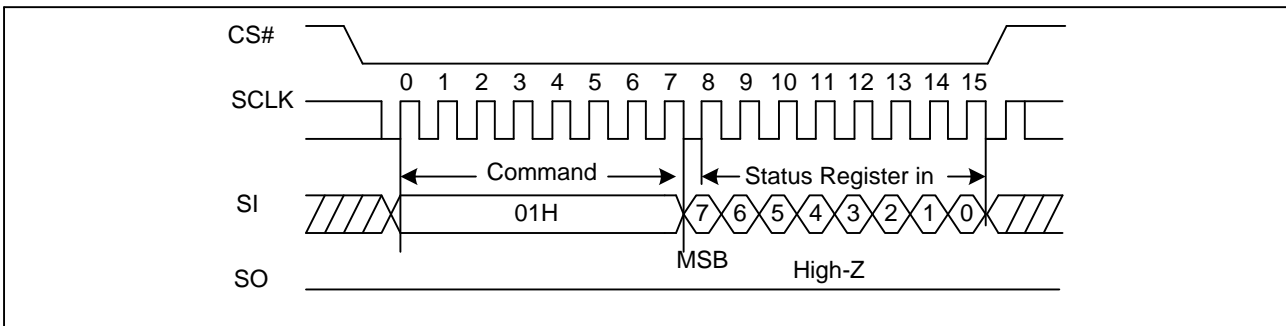 CS#
0 1 2 3 4 5 6 7 8 9 10 11 12 13 14 15
SCLK
Command Status Register in
SI 01H 7 6 5 4 3 2 1 0
MSB High-Z
SO